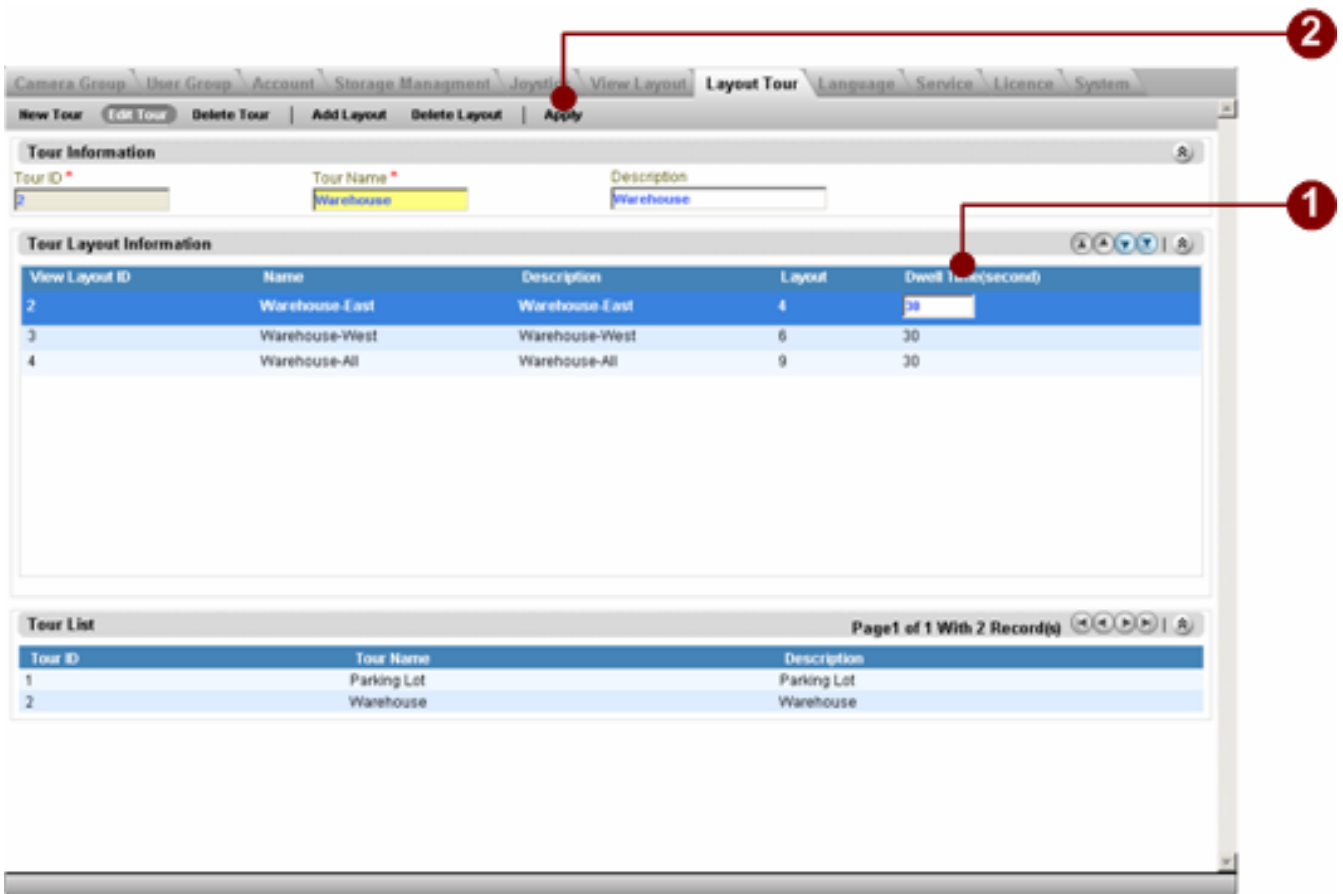 2
Camera Group User Group Account Storage Managment Joystick View Layout Layout Tour Language Service Licence System
New Tour Edit Tour Delete Tour | Add Layout Delete Layout | Apply
Tour Information
Tour ID * Tour Name * Description
2 Warehouse Warehouse
1
Tour Layout Information
View Layout ID Name Description Layout Dwell Time(second)
2 Warehouse-East Warehouse-East 4 30
3 Warehouse-West Warehouse-West 6 30
4 Warehouse-All Warehouse-All 9 30
Tour List Page1 of 1 With 2 Record(s)
Tour ID Tour Name Description
1 Parking Lot Parking Lot
2 Warehouse Warehouse